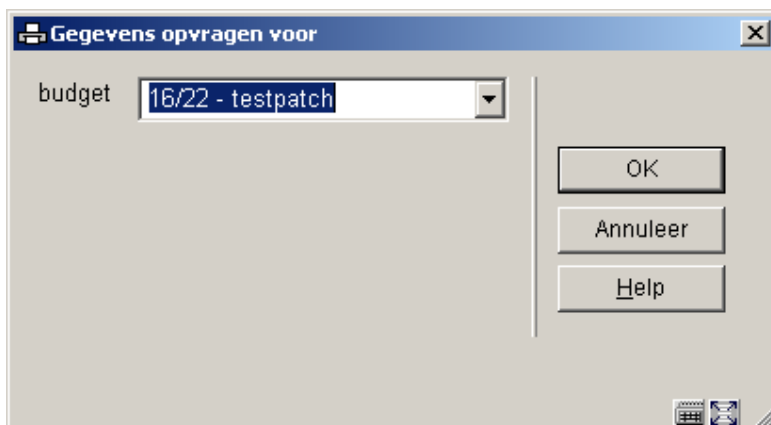 Gegevens opvragen voor
budget 16/22 - testpatch
OK
Annuleer
Help